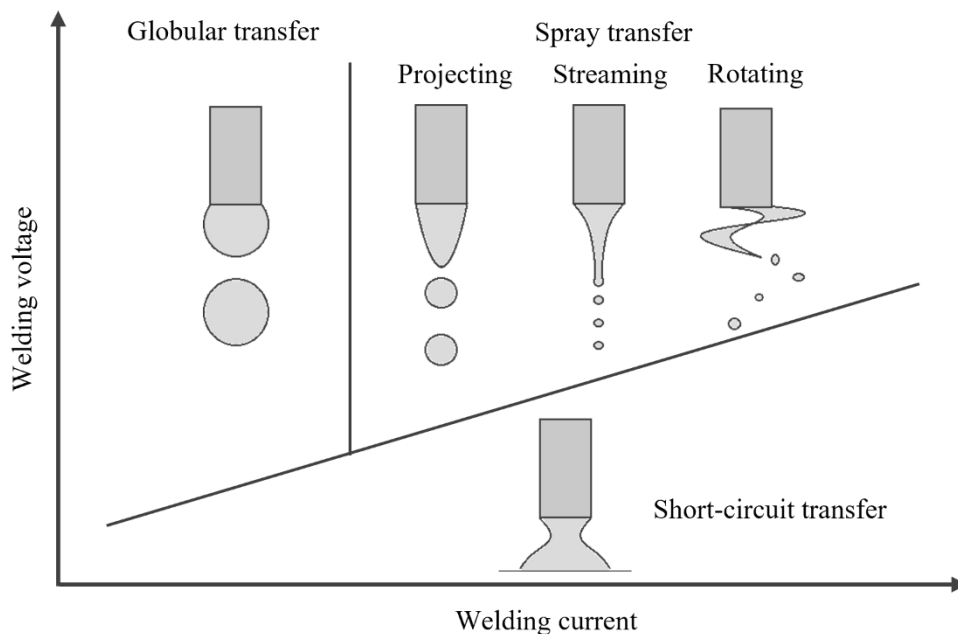 Globular transfer
Spray transfer
Projecting
Streaming
Rotating
Welding voltage
Short-circuit transfer
Welding current